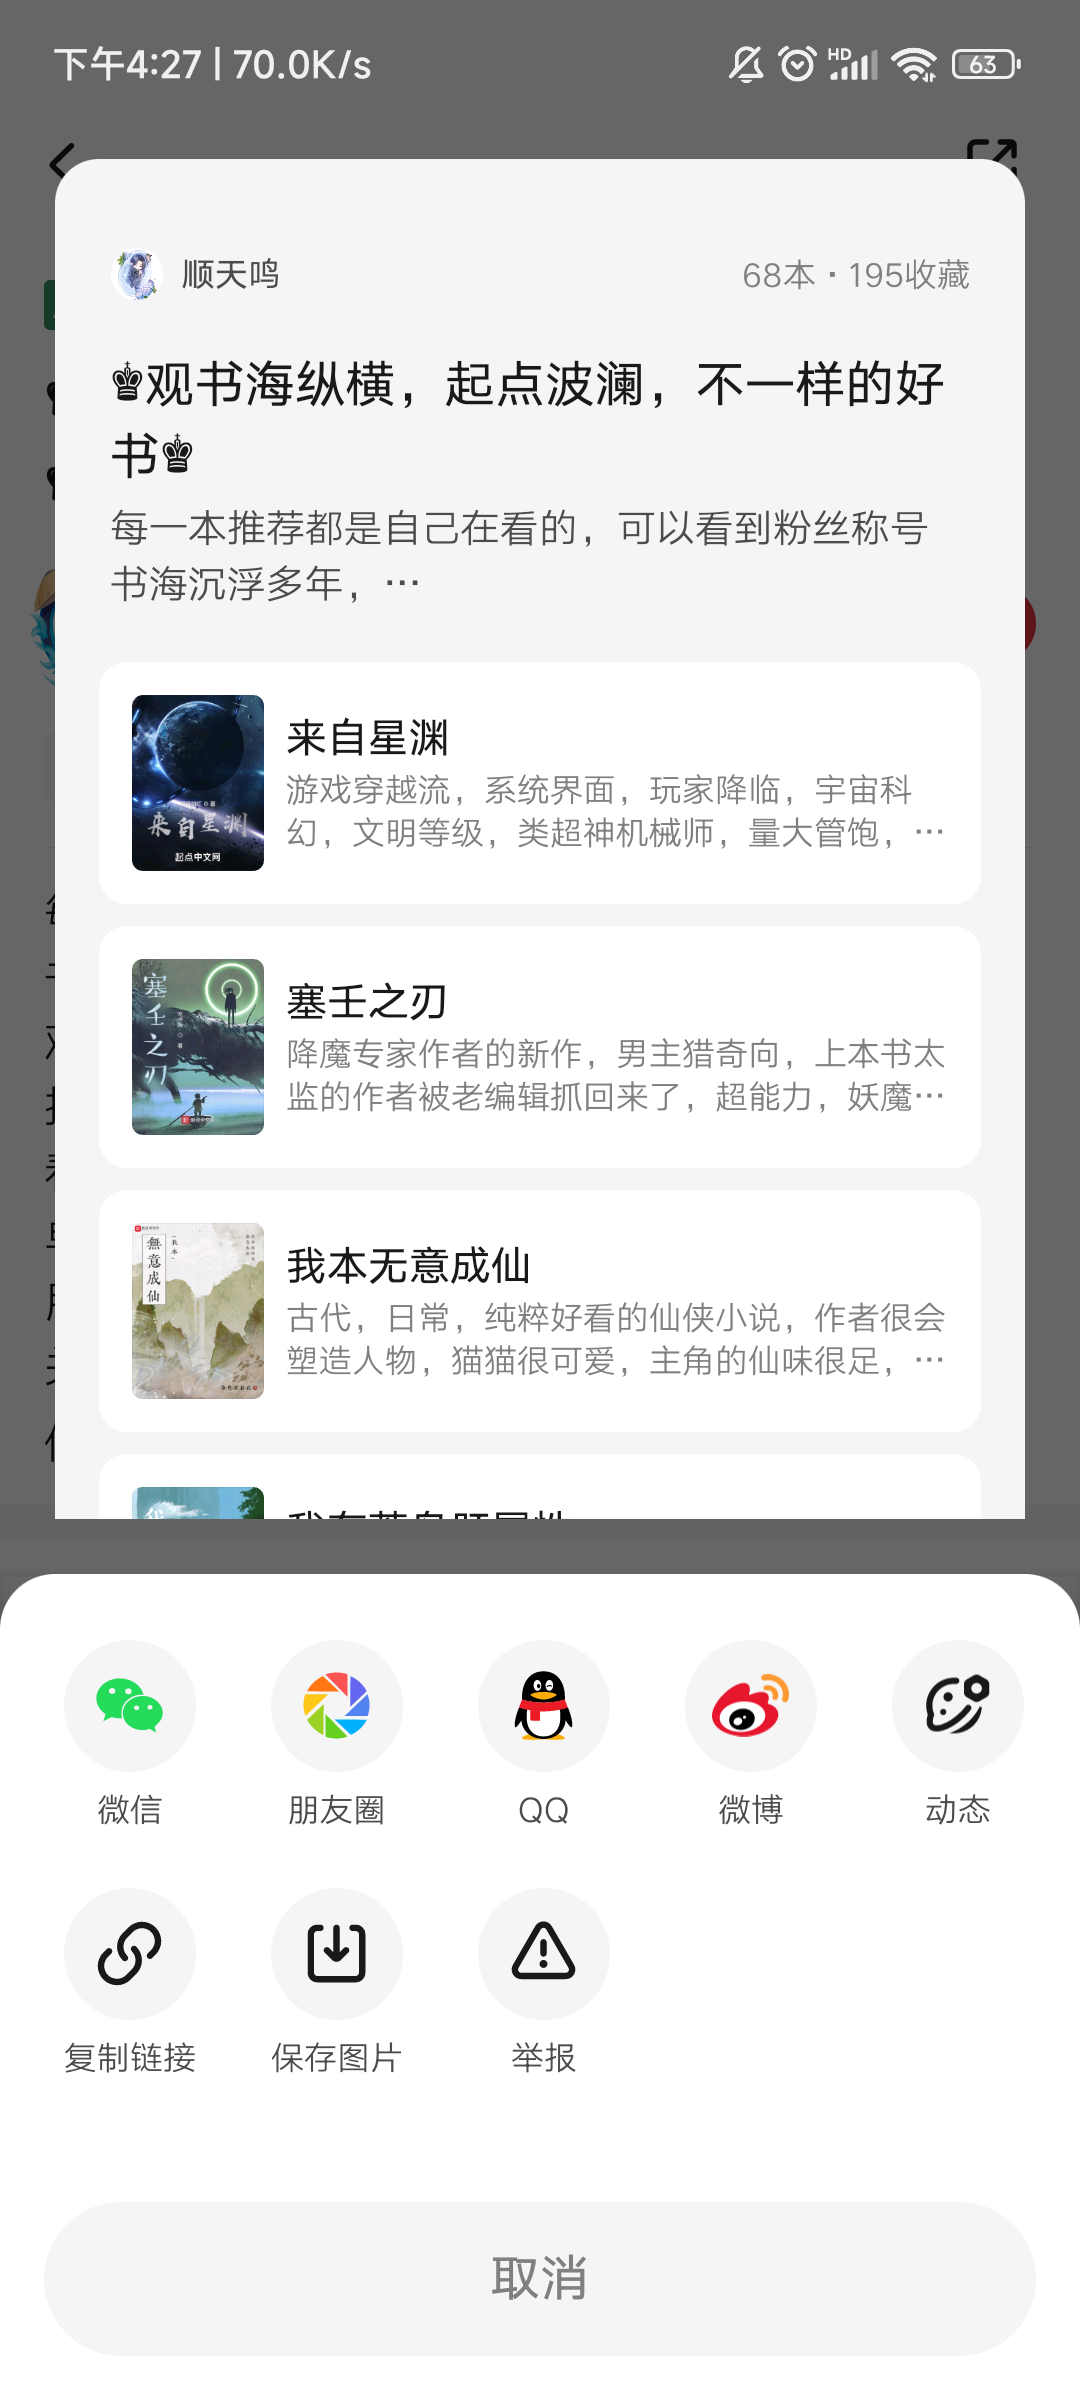 下午4:27 | 70.0K/s
HD
63
顺天鸣
68本 · 195收藏
♚观书海纵横，起点波澜，不一样的好
书♚
每一本推荐都是自己在看的，可以看到粉丝称号
书海沉浮多年，…
来自星渊
起点中文网
来自星渊
游戏穿越流，系统界面，玩家降临，宇宙科
幻，文明等级，类超神机械师，量大管饱，…
塞壬之刃
塞壬之刃
降魔专家作者的新作，男主猎奇向，上本书太
监的作者被老编辑抓回来了，超能力，妖魔…
我本
無意成仙
我本无意成仙
古代，日常，纯粹好看的仙侠小说，作者很会
塑造人物，猫猫很可爱，主角的仙味很足，…
微信
朋友圈
QQ
微博
动态
复制链接
保存图片
举报
取消